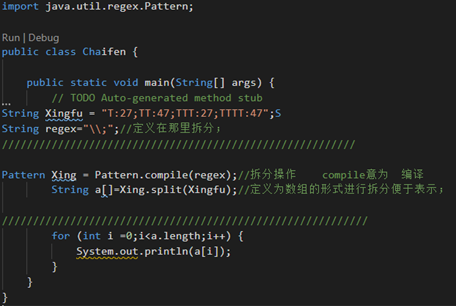 import java.util.regex.Pattern;
Run | Debug
public class Chaifen {
public static void main(String[] args) {
// TODO Auto-generated method stub
String Xingfu = "T:27;TT:47;TTT:27;TTTT:47";S
String regex="\\;";//定义在那里拆分;
////////////////////////////////////////////////////////
Pattern Xing = Pattern.compile(regex);//拆分操作 compile意为 编译
String a[]=Xing.split(Xingfu);//定义为数组的形式进行拆分便于表示;
//////////////////////////////////////////////////////////
for (int i =0;i<a.length;i++) {
System.out.println(a[i]);
}
}
}